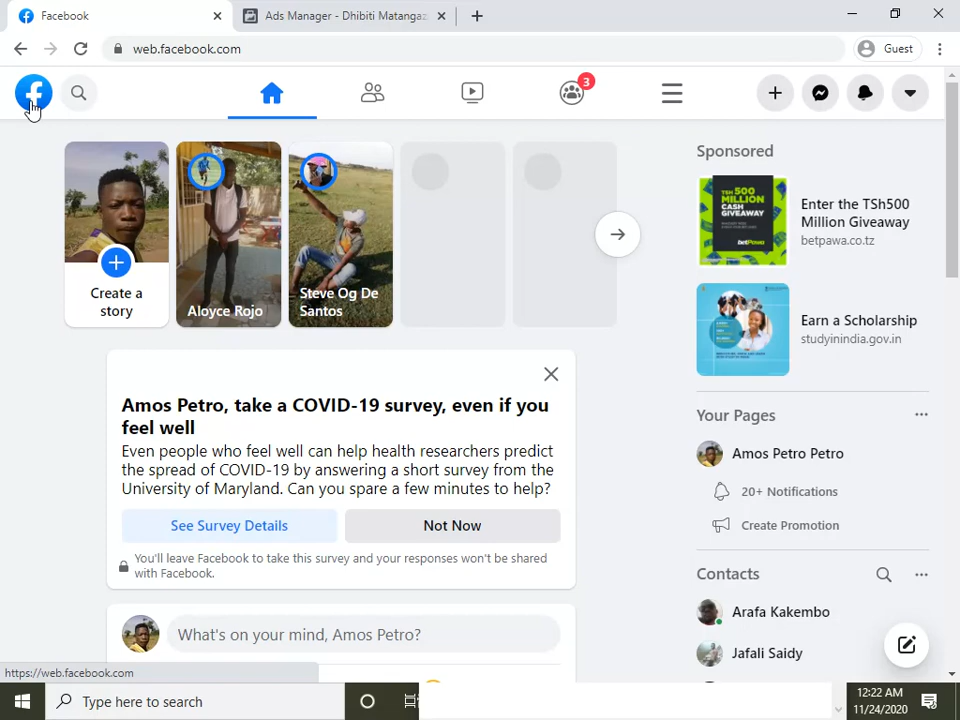 Facebook
Ads Manager - Dhibiti Matangaz
web.facebook.com
Guest
3
Create a
story
Aloyce Rojo
Steve Og De
Santos
Sponsored
TSH 500
MILLION
CASH
GIVEAWAY
betPawa
Enter the TSh500
Million Giveaway
betpawa.co.tz
Earn a Scholarship
studyinindia.gov.in
Amos Petro, take a COVID-19 survey, even if you
feel well
Even people who feel well can help health researchers predict
the spread of COVID-19 by answering a short survey from the
University of Maryland. Can you spare a few minutes to help?
See Survey Details
Not Now
You'll leave Facebook to take this survey and your responses won't be shared
with Facebook.
Your Pages
Amos Petro Petro
20+ Notifications
Create Promotion
Contacts
Arafa Kakembo
Jafali Saidy
What's on your mind, Amos Petro?
https://web.facebook.com
Type here to search
12:22 AM
11/24/2020